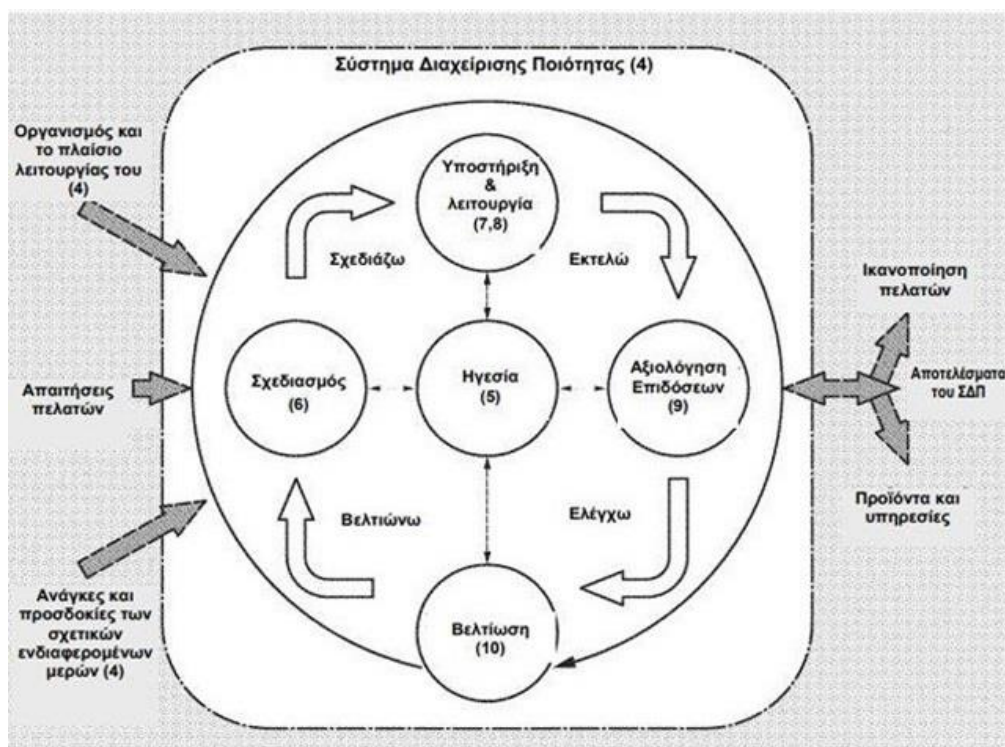 Σύστημα Διαχείρισης Ποιότητας (4)
Οργανισμός και
το πλαίσιο
λειτουργίας του
(4)
Υποστήριξη
&
λειτουργία
(7,8)
Σχεδιάζω
Εκτελώ
Ικανοποίηση
πελατών
Απαιτήσεις
πελατών
Σχεδιασμός
(6)
Ηγεσία
(5)
Αξιολόγηση
Επιδόσεων
(9)
Αποτελέσματα
του ΣΔΠ
Βελτιώνω
Ελέγχω
Προϊόντα και
υπηρεσίες
Ανάγκες και
προσδοκίες των
σχετικών
ενδιαφερομένων
μερών (4)
Βελτίωση
(10)